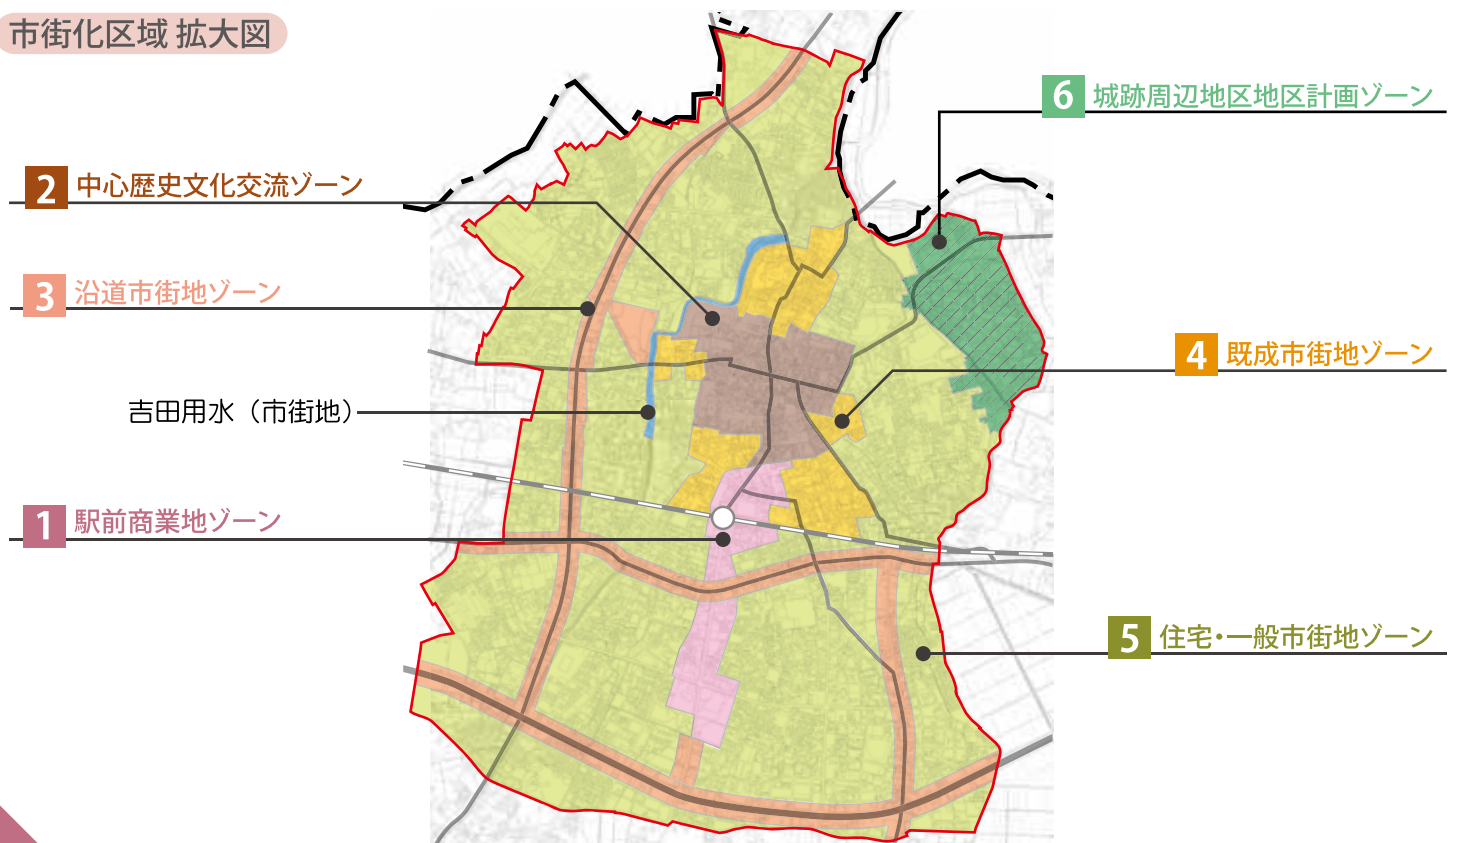 市街化区域 拡大図
6 城跡周辺地区地区計画ゾーン
2 中心歴史文化交流ゾーン
3 沿道市街地ゾーン
4 既成市街地ゾーン
吉田用水（市街地）
1 駅前商業地ゾーン
5 住宅・一般市街地ゾーン